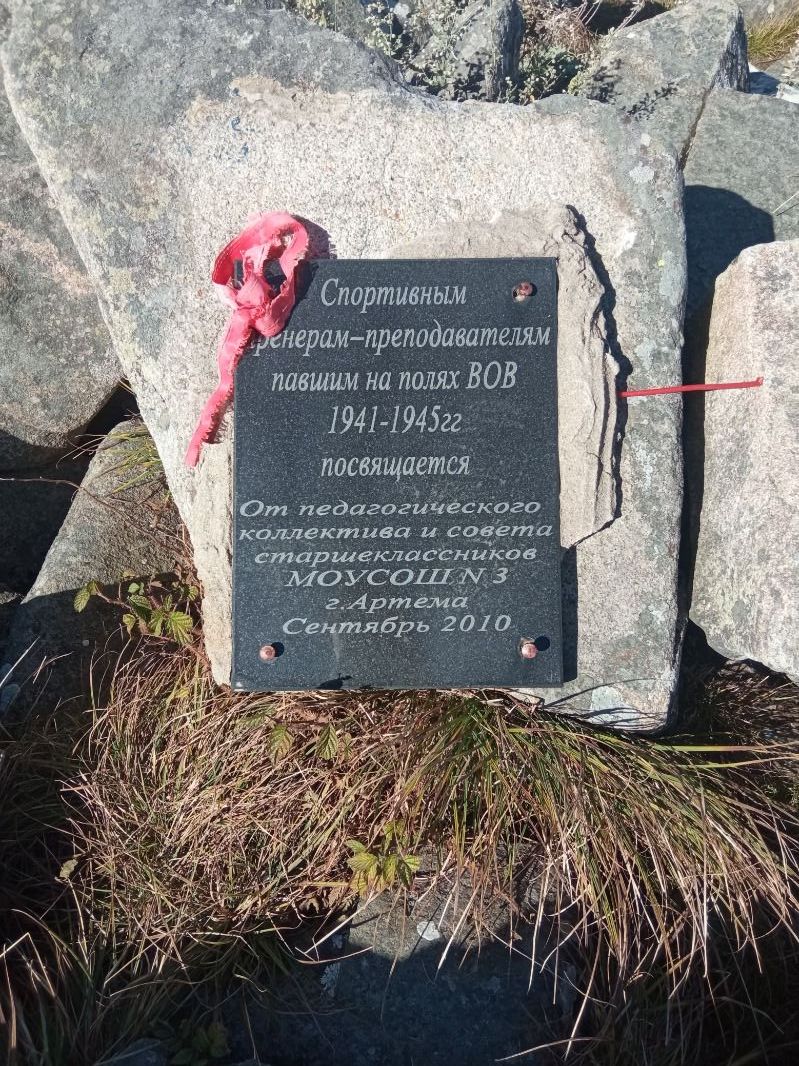 Спортивным
тренерам–преподавателям
павшим на полях ВОВ
1941-1945гг
посвящается
От педагогического
коллектива и совета
старшеклассников
МОУСОШ N 3
г.Артема
Сентябрь 2010